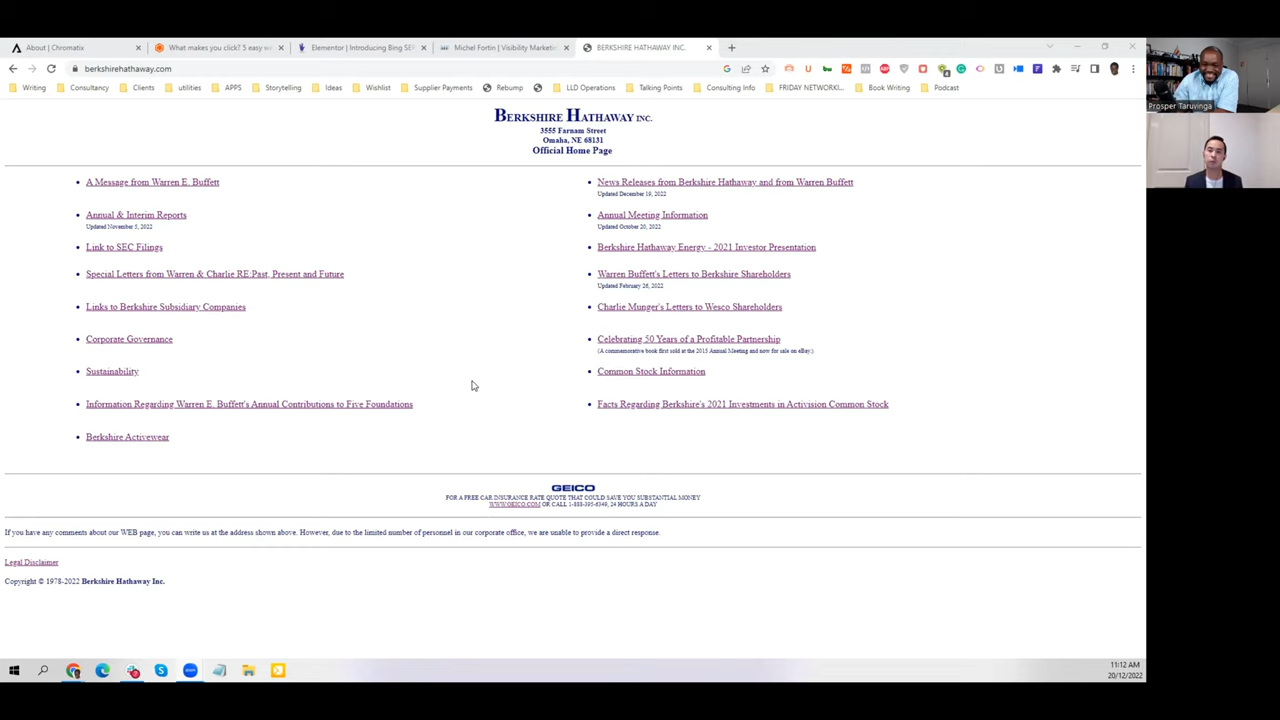 About | Chromatix
What makes you click? 5 easy w
Elementor | Introducing Bing SEF
Michel Fortin | Visibility Marketin
BERKSHIRE HATHAWAY INC.
berkshirehathaway.com
Writing
Consultancy
Clients
utilities
APPS
Storytelling
Ideas
Wishlist
Supplier Payments
Rebump
LLD Operations
Talking Points
Consulting Info
FRIDAY NETWORKI...
Book Writing
Podcast
Prosper Taruvinga
BERKSHIRE HATHAWAY INC.
3555 Farnam Street
Omaha, NE 68131
Official Home Page
A Message from Warren E. Buffett
Annual & Interim Reports
Updated November 5, 2022
Link to SEC Filings
Special Letters from Warren & Charlie RE:Past, Present and Future
Links to Berkshire Subsidiary Companies
Corporate Governance
Sustainability
Information Regarding Warren E. Buffett's Annual Contributions to Five Foundations
Berkshire Activewear
News Releases from Berkshire Hathaway and from Warren Buffett
Updated December 19, 2022
Annual Meeting Information
Updated October 20, 2022
Berkshire Hathaway Energy - 2021 Investor Presentation
Warren Buffett's Letters to Berkshire Shareholders
Updated February 26, 2022
Charlie Munger's Letters to Wesco Shareholders
Celebrating 50 Years of a Profitable Partnership
(A commemorative book first sold at the 2015 Annual Meeting and now for sale on eBay.)
Common Stock Information
Facts Regarding Berkshire's 2021 Investments in Activision Common Stock
GEICO
FOR A FREE CAR INSURANCE RATE QUOTE THAT COULD SAVE YOU SUBSTANTIAL MONEY
WWW.GEICO.COM OR CALL 1-888-395-6349, 24 HOURS A DAY
If you have any comments about our WEB page, you can write us at the address shown above. However, due to the limited number of personnel in our corporate office, we are unable to provide a direct response.
Legal Disclaimer
Copyright © 1978-2022 Berkshire Hathaway Inc.
11:12 AM
20/12/2022